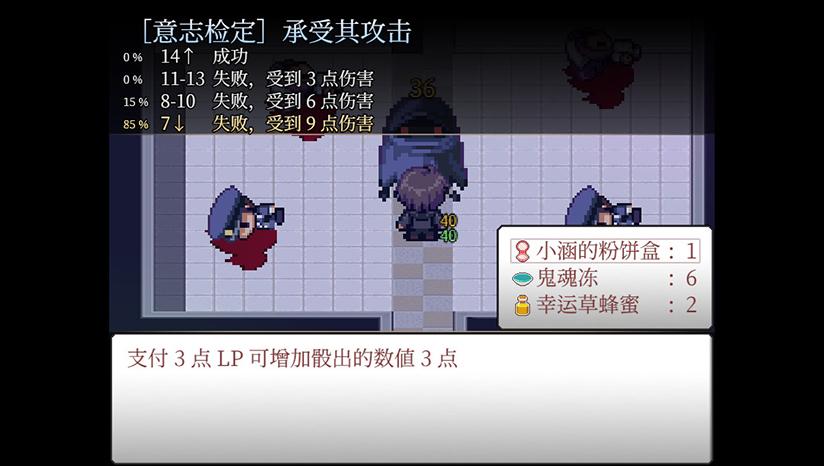 ［意志检定］承受其攻击
0% 14↑ 成功
0% 11-13 失败，受到 3 点伤害
15% 8-10 失败，受到 6 点伤害
85% 7↓ 失败，受到 9 点伤害
36
40
40
小涵的粉饼盒：1
鬼魂冻：6
幸运草蜂蜜：2
支付 3 点 LP 可增加骰出的数值 3 点